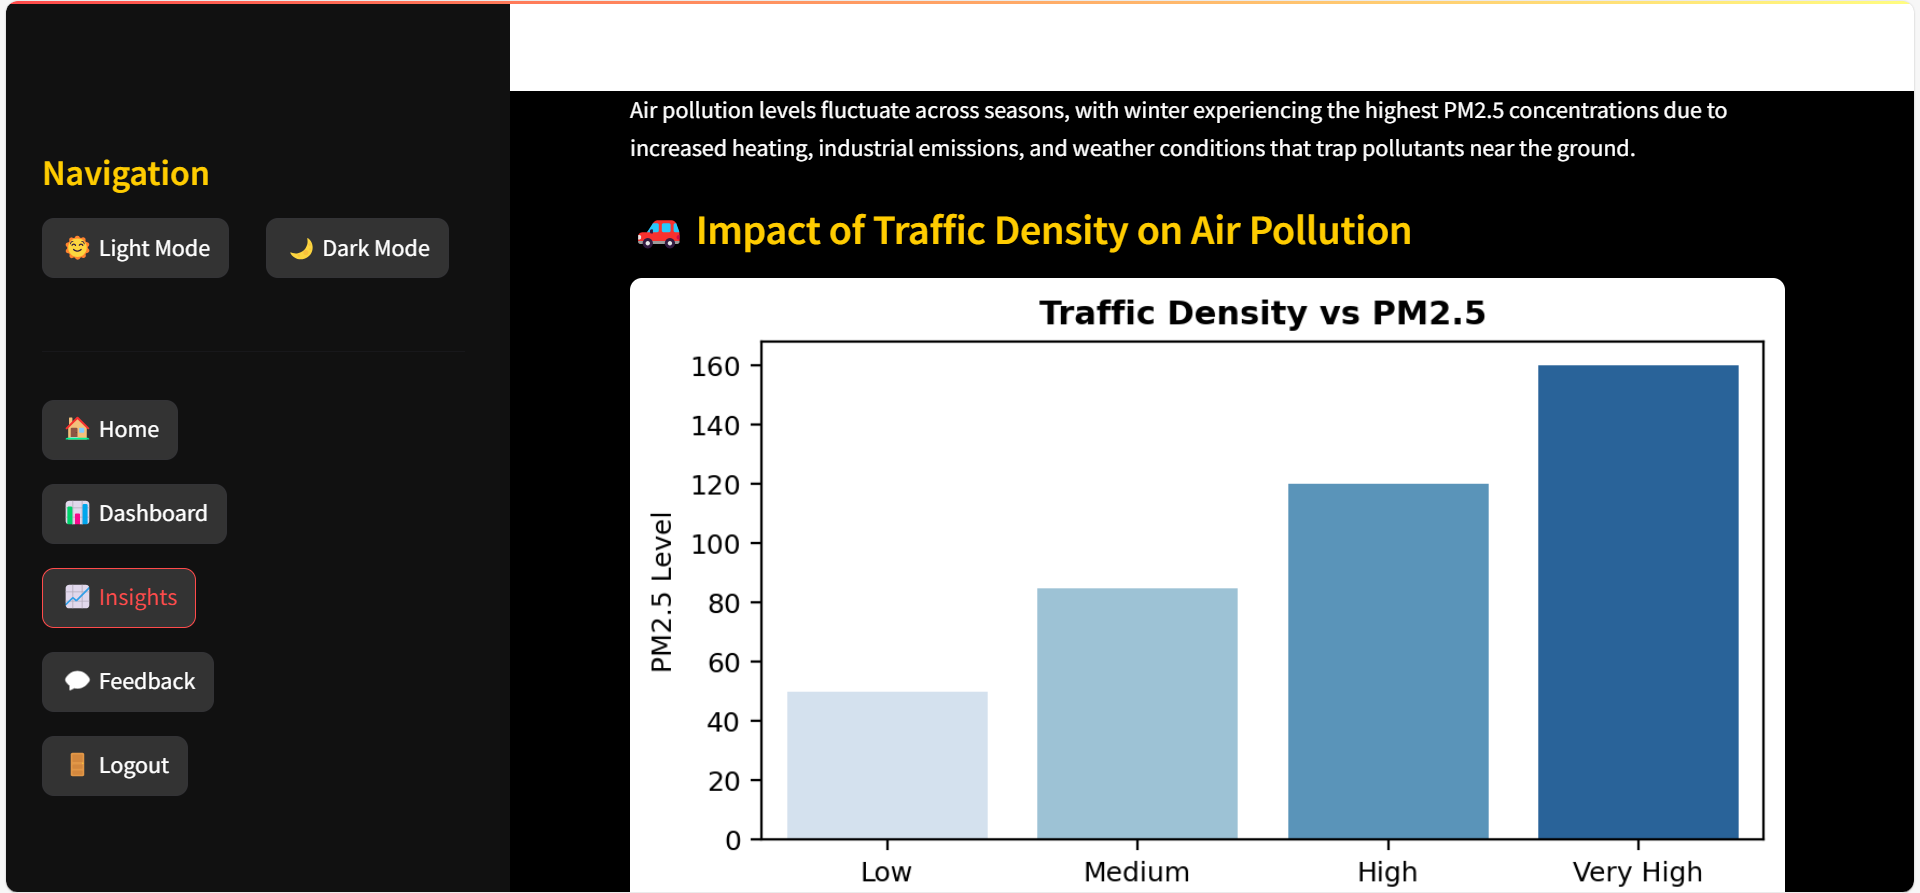 Navigation
🌞 Light Mode
🌙 Dark Mode
🏠 Home
📊 Dashboard
📈 Insights
💬 Feedback
🚪 Logout
Air pollution levels fluctuate across seasons, with winter experiencing the highest PM2.5 concentrations due to
increased heating, industrial emissions, and weather conditions that trap pollutants near the ground.
🚗 Impact of Traffic Density on Air Pollution
Traffic Density vs PM2.5
PM2.5 Level
160
140
120
100
80
60
40
20
0
Low Medium High Very High